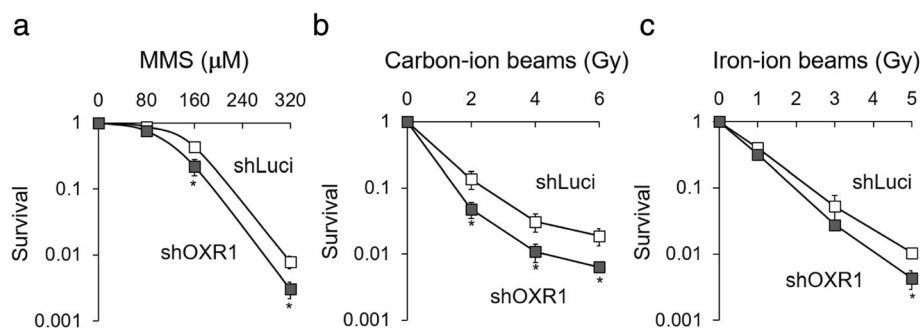 a
MMS (μM)
0 80 160 240 320
1
0.1
0.01
0.001
Survival
shLuci
shOXR1
*
*
b
Carbon-ion beams (Gy)
0 2 4 6
1
0.1
0.01
0.001
Survival
shLuci
shOXR1
*
*
*
c
Iron-ion beams (Gy)
0 1 2 3 4 5
1
0.1
0.01
0.001
Survival
shLuci
shOXR1
*